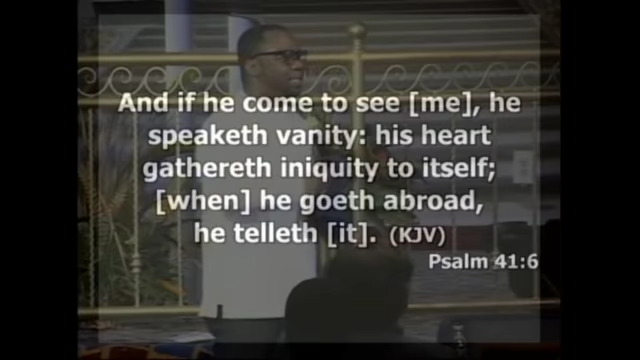 And if he come to see [me], he
speaketh vanity: his heart
gathereth iniquity to itself;
[when] he goeth abroad,
he telleth [it]. (KJV)
Psalm 41:6